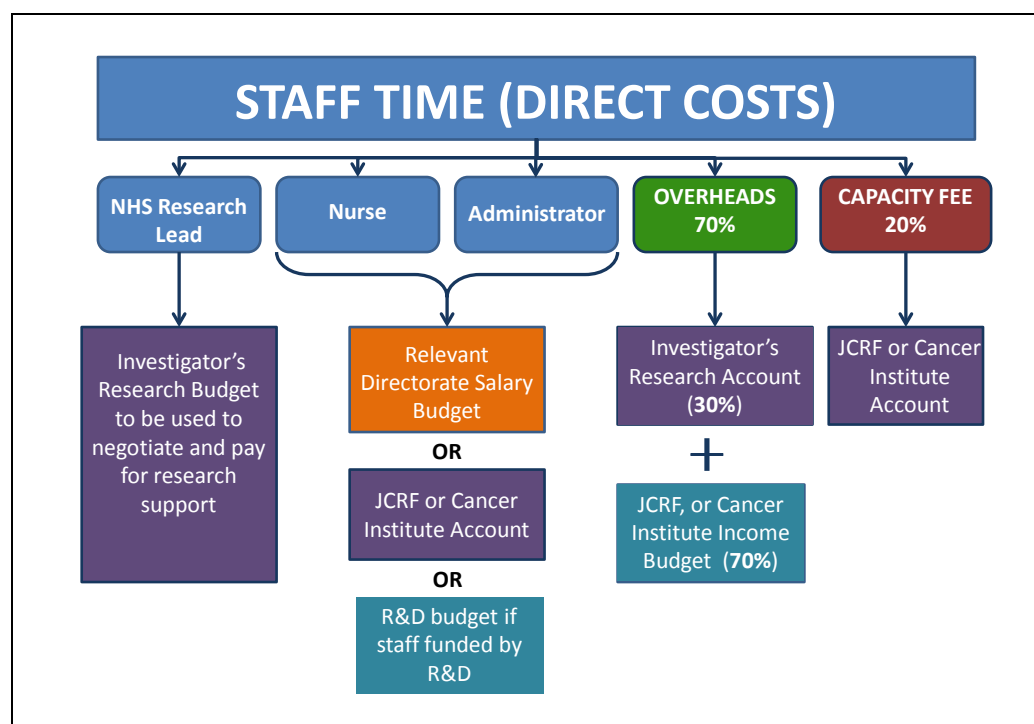 STAFF TIME (DIRECT COSTS)
NHS Research
Lead
Nurse
Administrator
OVERHEADS
70%
CAPACITY FEE
20%
Investigator's
Research Budget
to be used to
negotiate and pay
for research
support
Relevant
Directorate Salary
Budget
OR
JCRF or Cancer
Institute Account
OR
R&D budget if
staff funded by
R&D
Investigator's
Research Account
(30%)
+
JCRF, or Cancer
Institute Income
Budget (70%)
JCRF or Cancer
Institute
Account